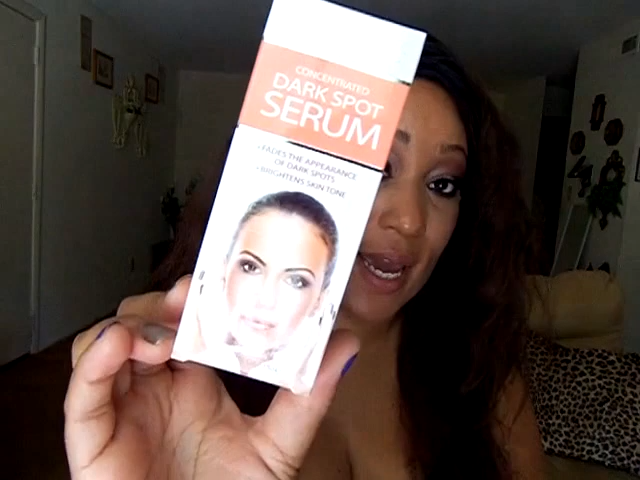 CONCENTRATED
DARK SPOT
SERUM
• FADES THE APPEARANCE
OF DARK SPOTS
• BRIGHTENS SKIN TONE